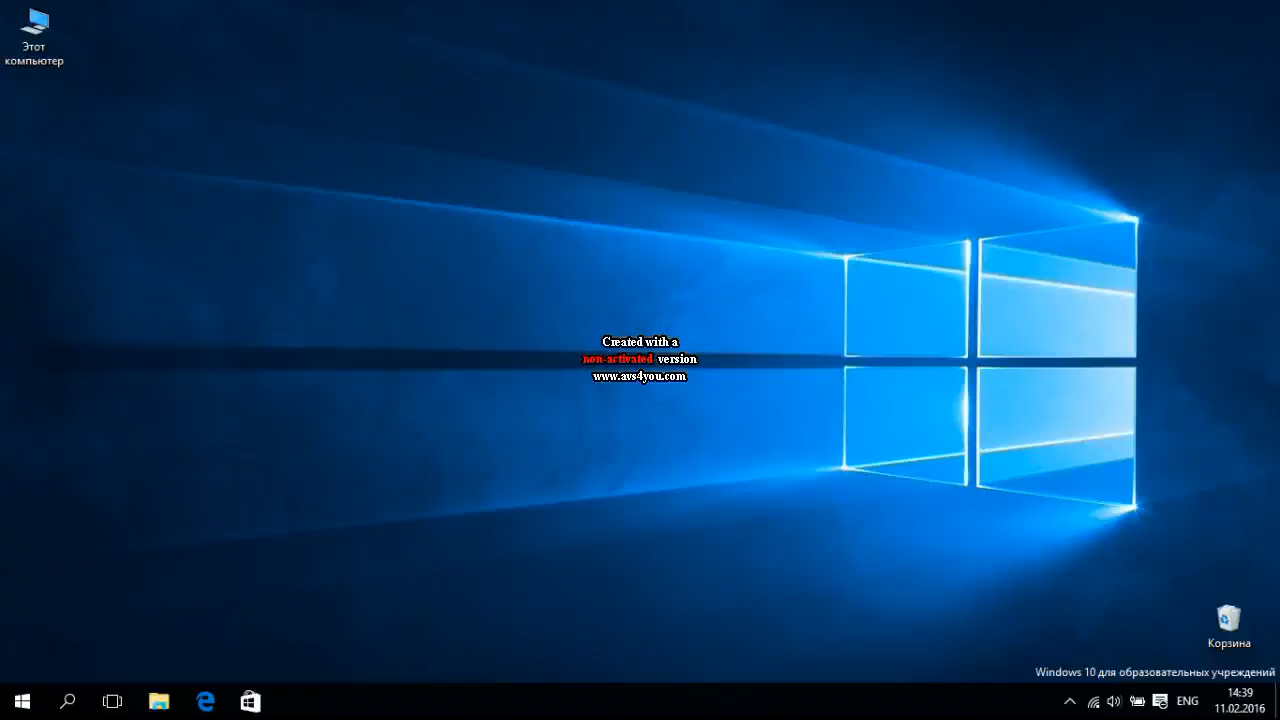 Этот
компьютер
Created with a
non-activated version
www.avs4you.com
Корзина
Windows 10 для образовательных учреждений
ENG
14:39
11.02.2016